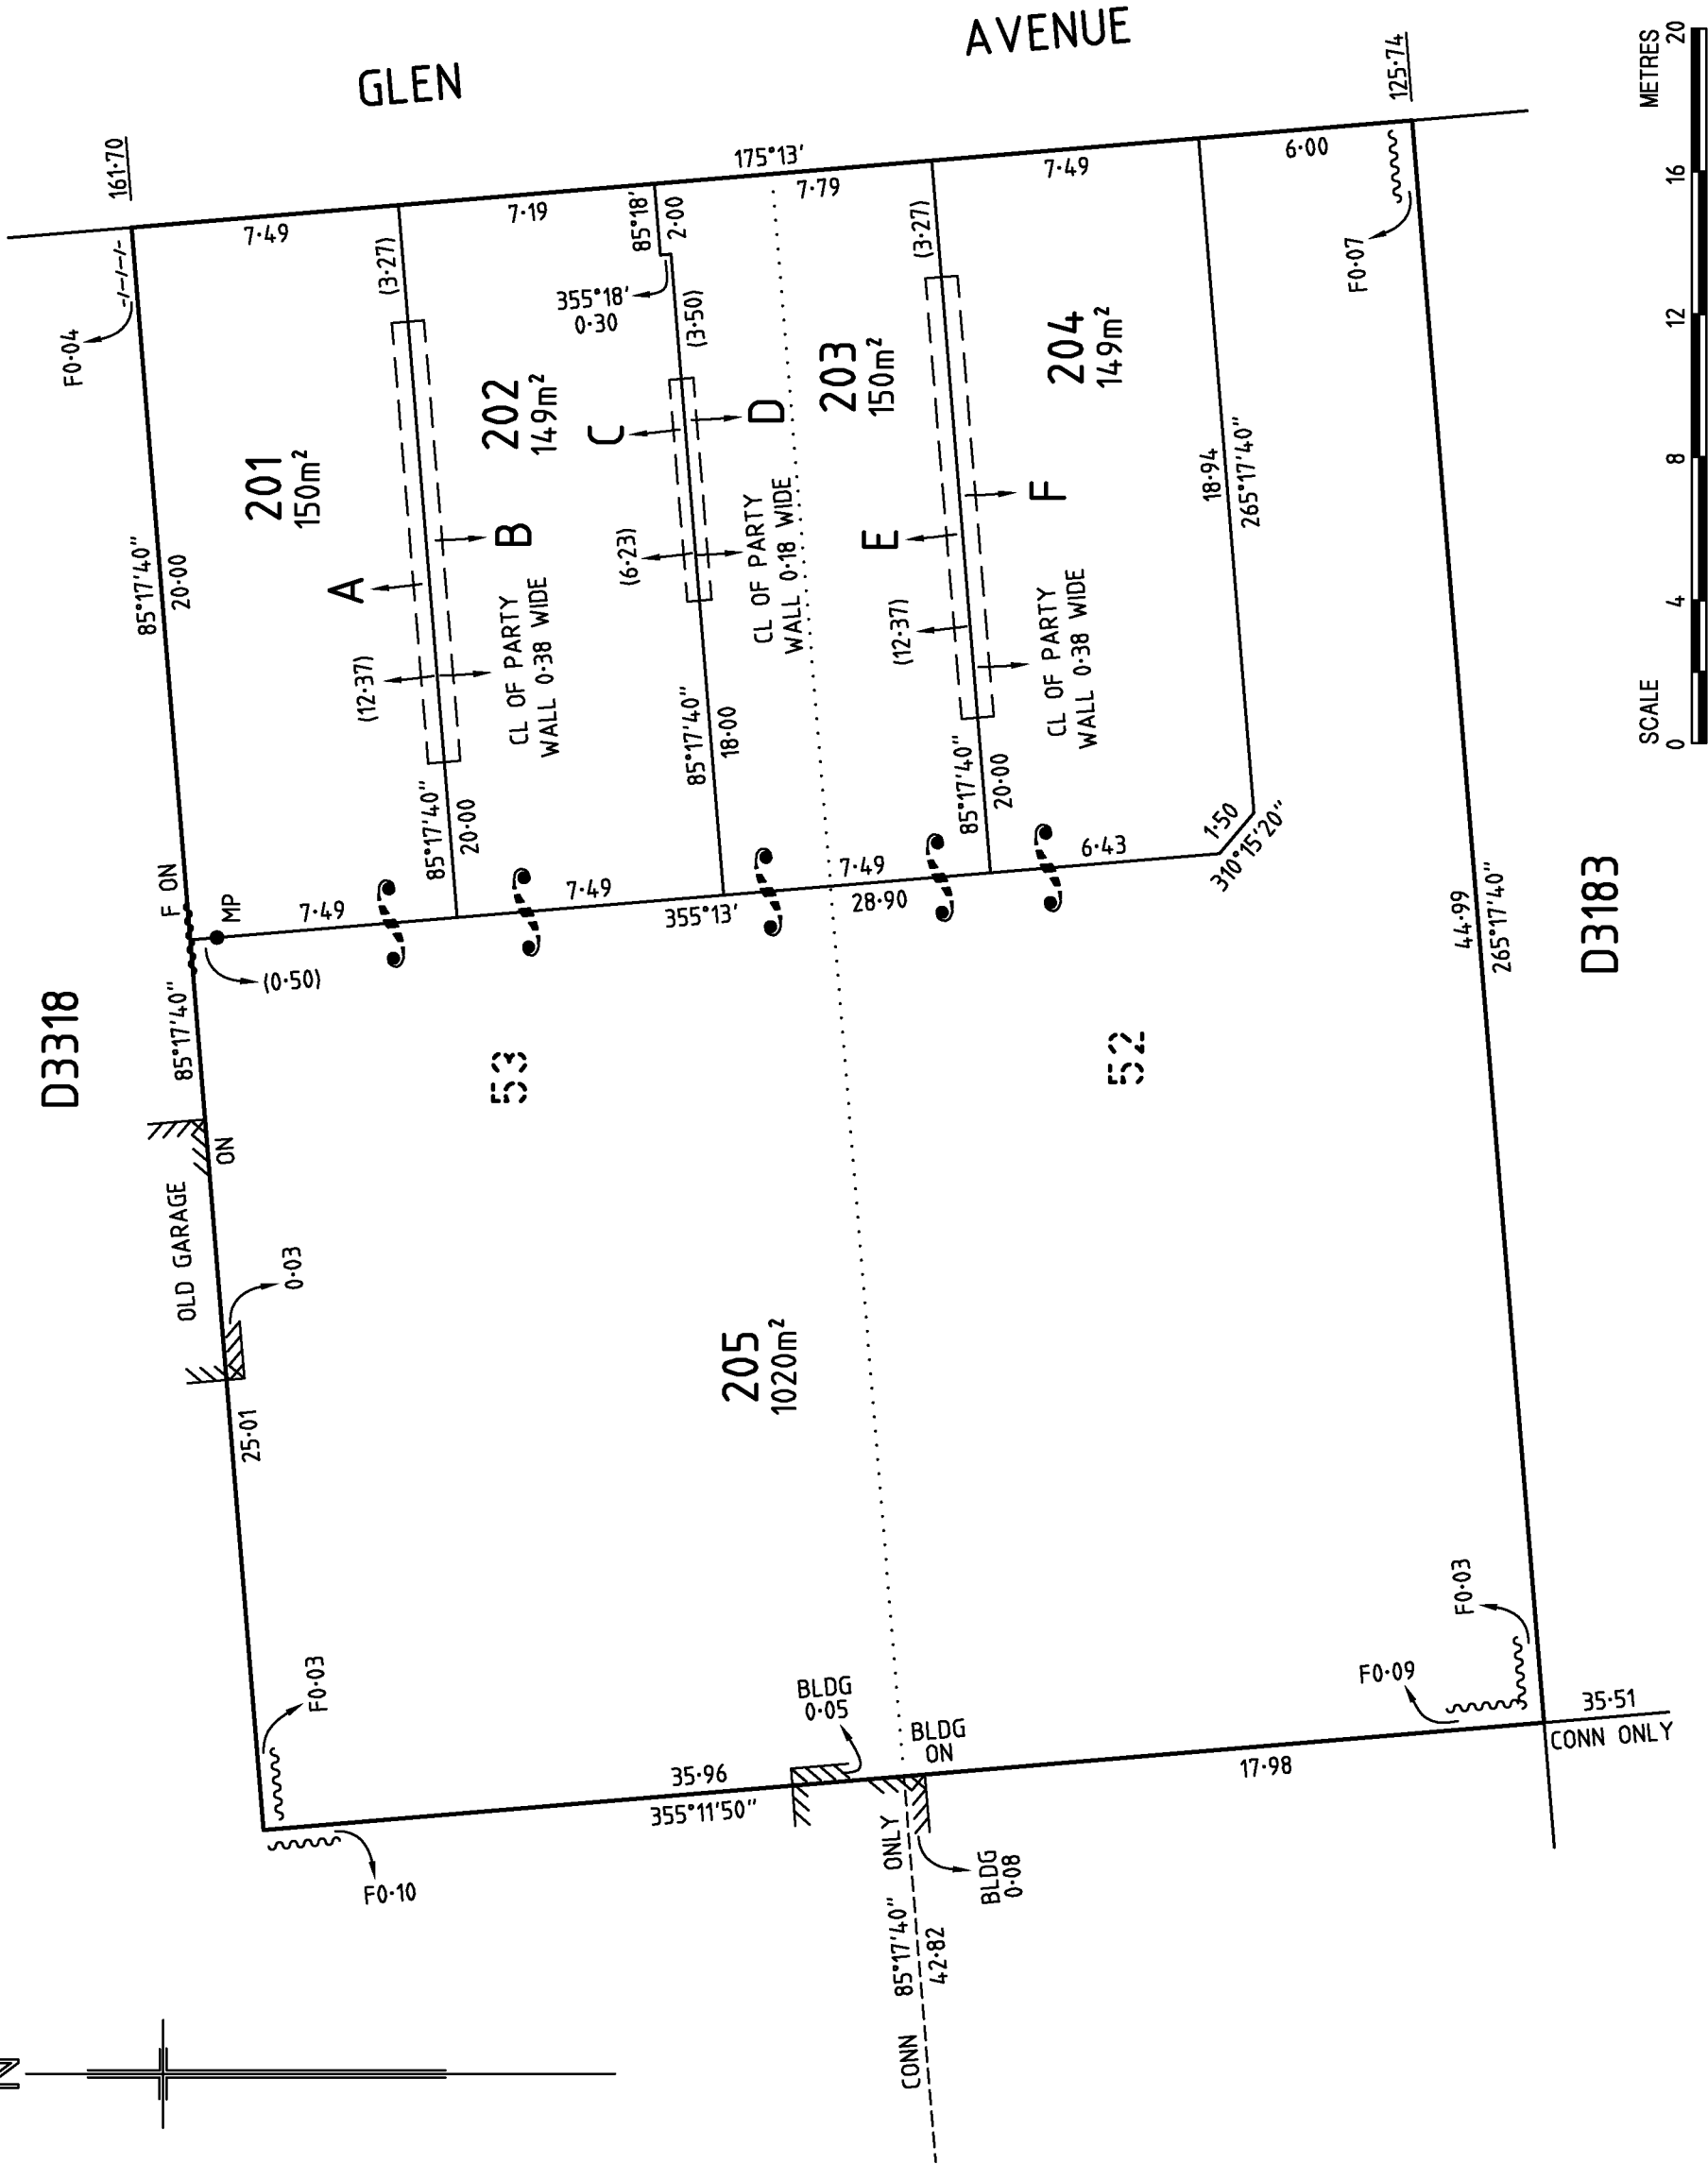 GLEN
AVENUE
161·70
125·74
175°13'
7·49
7·19
7·79
7·49
6·00
F0·04
F0·07
85°17'40"
20·00
201
150m²
(3·27)
A
B
(12·37)
CL OF PARTY
WALL 0·38 WIDE
85°17'40"
20·00
202
149m²
85°18'
2·00
355°18'
0·30
(3·50)
C
D
(6·23)
CL OF PARTY
WALL 0·18 WIDE
85°17'40"
18·00
203
150m²
(3·27)
E
F
(12·37)
CL OF PARTY
WALL 0·38 WIDE
85°17'40"
20·00
204
149m²
18·94
265°17'40"
F ON
MP
(0·50)
7·49
7·49
355°13'
7·49
28·90
6·43
1·50
310°15'20"
D3318
85°17'40"
ON
OLD GARAGE
0·03
25·01
53
52
205
1020m²
44·99
265°17'40"
D3183
F0·03
F0·10
35·96
355°11'50"
BLDG
0·05
BLDG
ON
BLDG
0·08
CONN 85°17'40" ONLY
42·82
17·98
F0·09
F0·03
35·51
CONN ONLY
N
SCALE
METRES
0 4 8 12 16 20